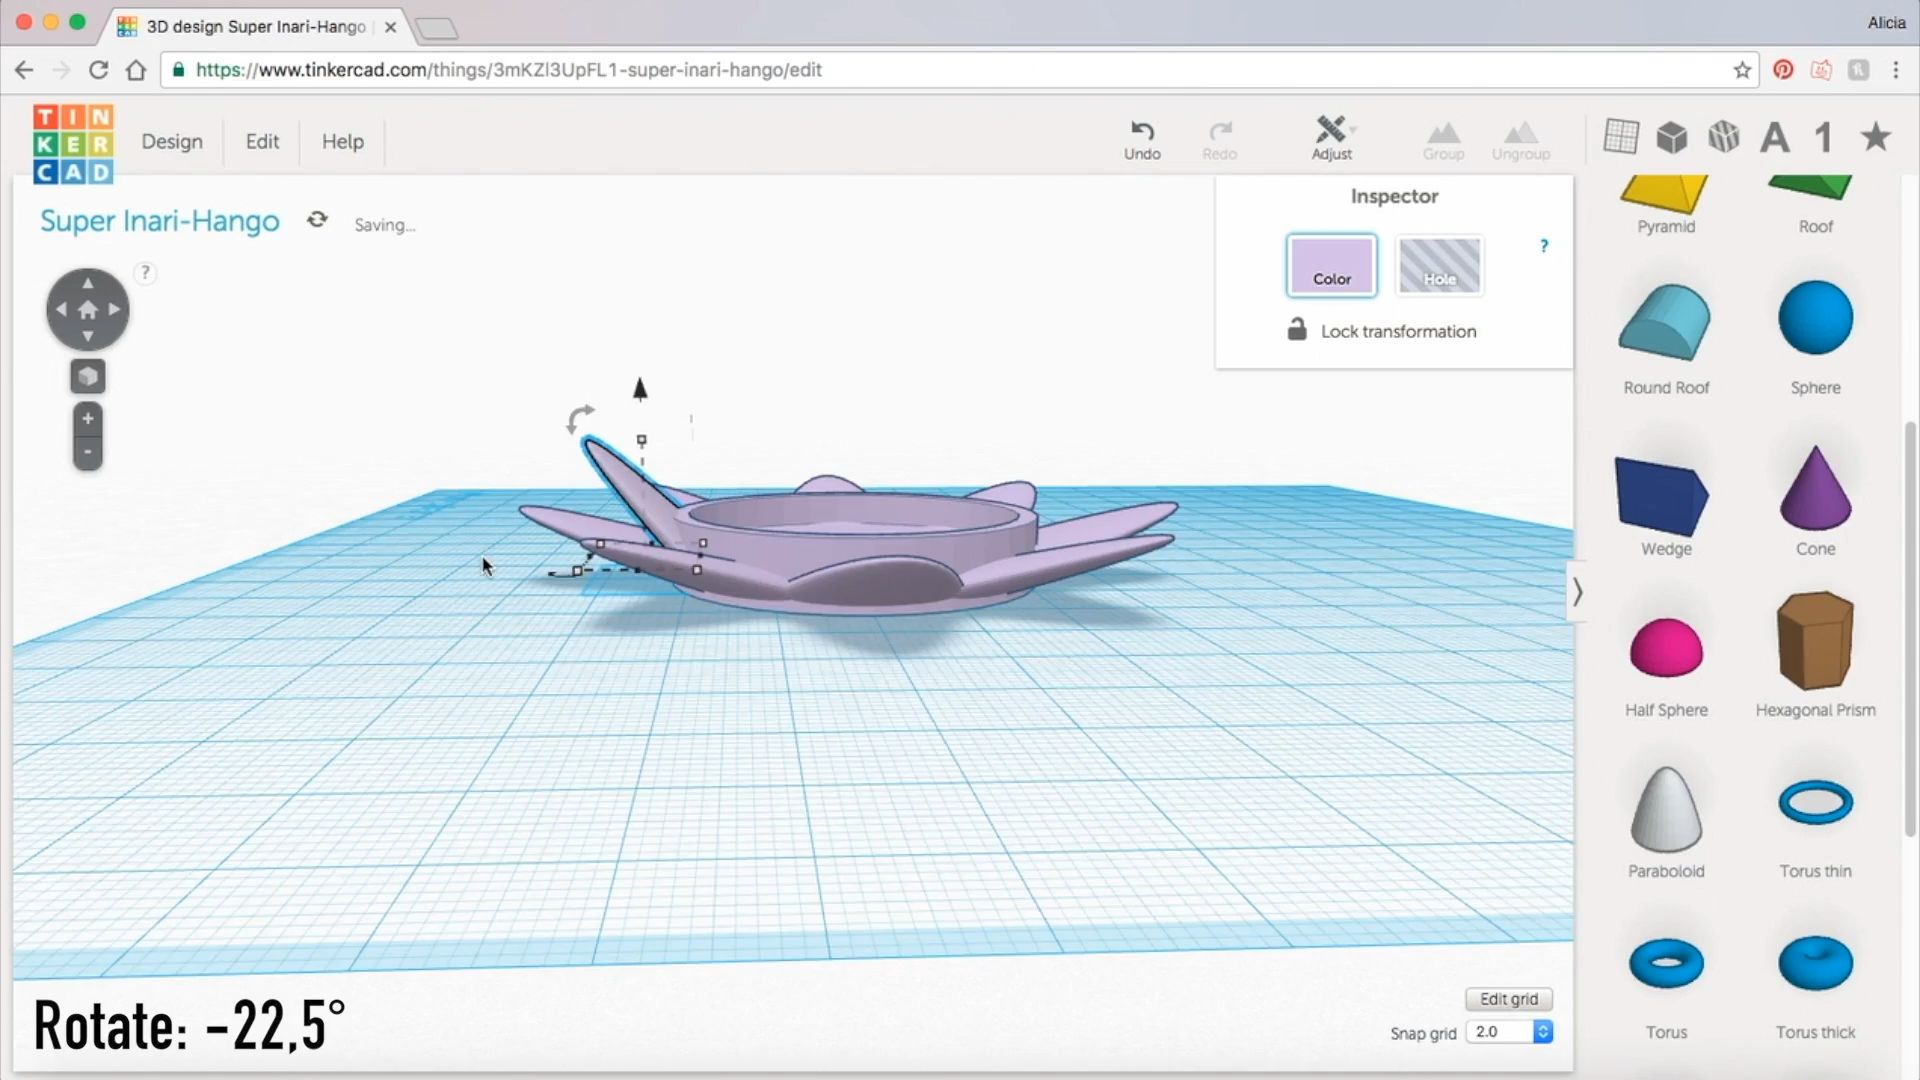 3D design Super Inari-Hango
Alicia
https://www.tinkercad.com/things/3mKZl3UpFL1-super-inari-hango/edit
TIN
KER
CAD
Design
Edit
Help
Undo
Redo
Adjust
Group
Ungroup
A
1
Super Inari-Hango
Saving...
?
Inspector
Color
Hole
?
Lock transformation
Pyramid
Roof
Round Roof
Sphere
Wedge
Cone
Half Sphere
Hexagonal Prism
Paraboloid
Torus thin
Torus
Torus thick
+
-
Rotate: -22,5°
Edit grid
Snap grid 2.0